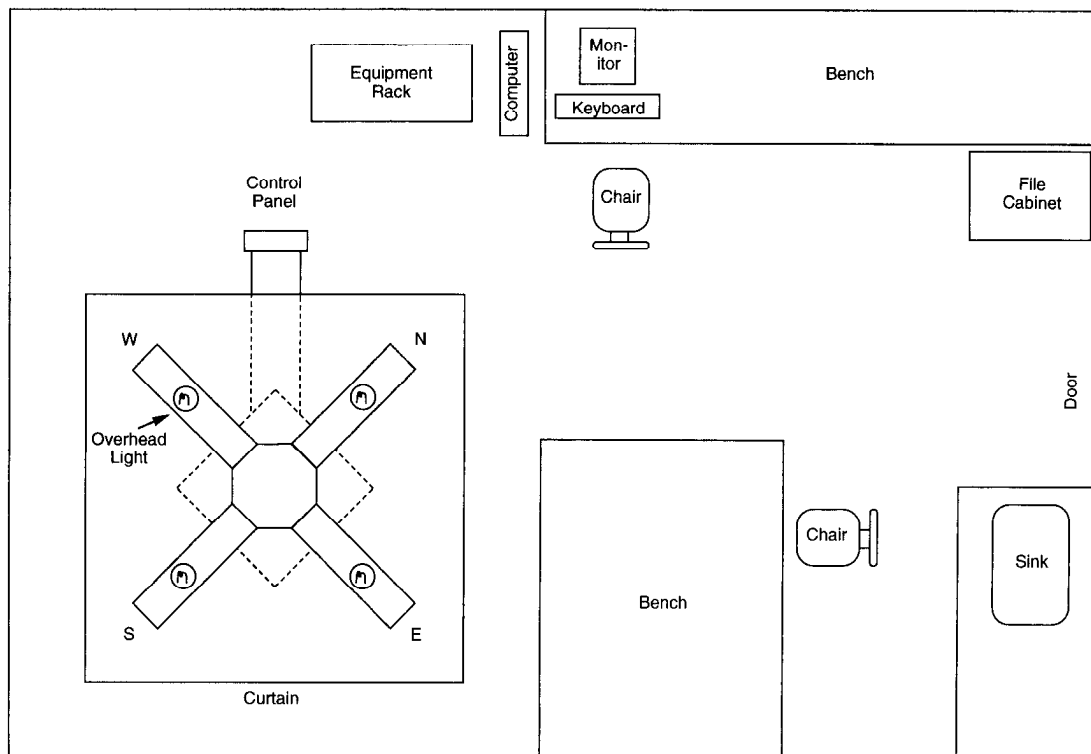 Equipment
Rack
Computer
Mon-
itor
Keyboard
Bench
Control
Panel
Chair
File
Cabinet
W
N
Overhead
Light
Door
Chair
Sink
Bench
S
E
Curtain